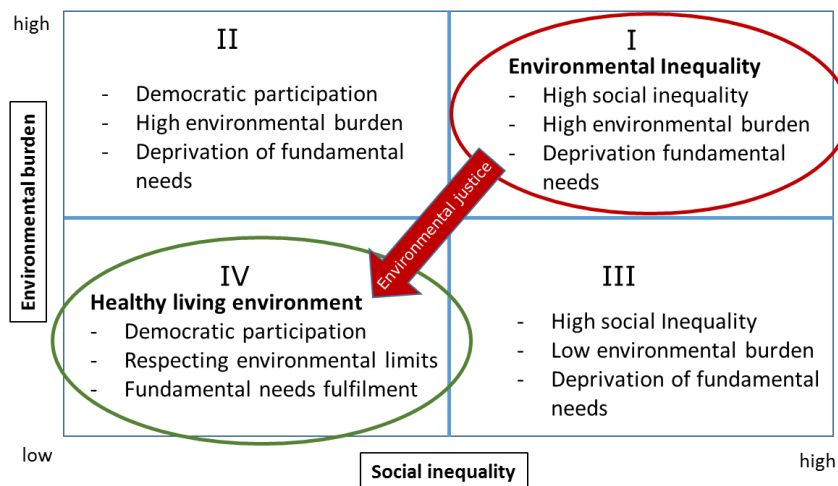 high
Environmental burden
II
- Democratic participation
- High environmental burden
- Deprivation of fundamental
needs
I
Environmental Inequality
- High social inequality
- High environmental burden
- Deprivation fundamental
needs
Environmental justice
IV
Healthy living environment
- Democratic participation
- Respecting environmental limits
- Fundamental needs fulfilment
III
- High social Inequality
- Low environmental burden
- Deprivation of fundamental
needs
low
Social inequality
high